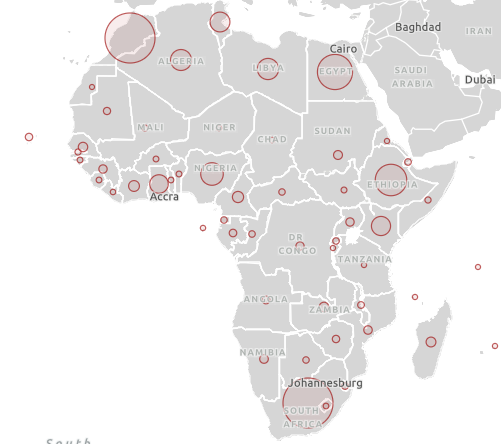 Baghdad
IRAN
Cairo
ALGERIA
LIBYA
EGYPT
SAUDI
ARABIA
Dubai
MALI
NIGER
CHAD
SUDAN
NIGERIA
ETHIOPIA
Accra
DR
CONGO
TANZANIA
ANGOLA
ZAMBIA
NAMIBIA
Johannesburg
SOUTH
AFRICA
South